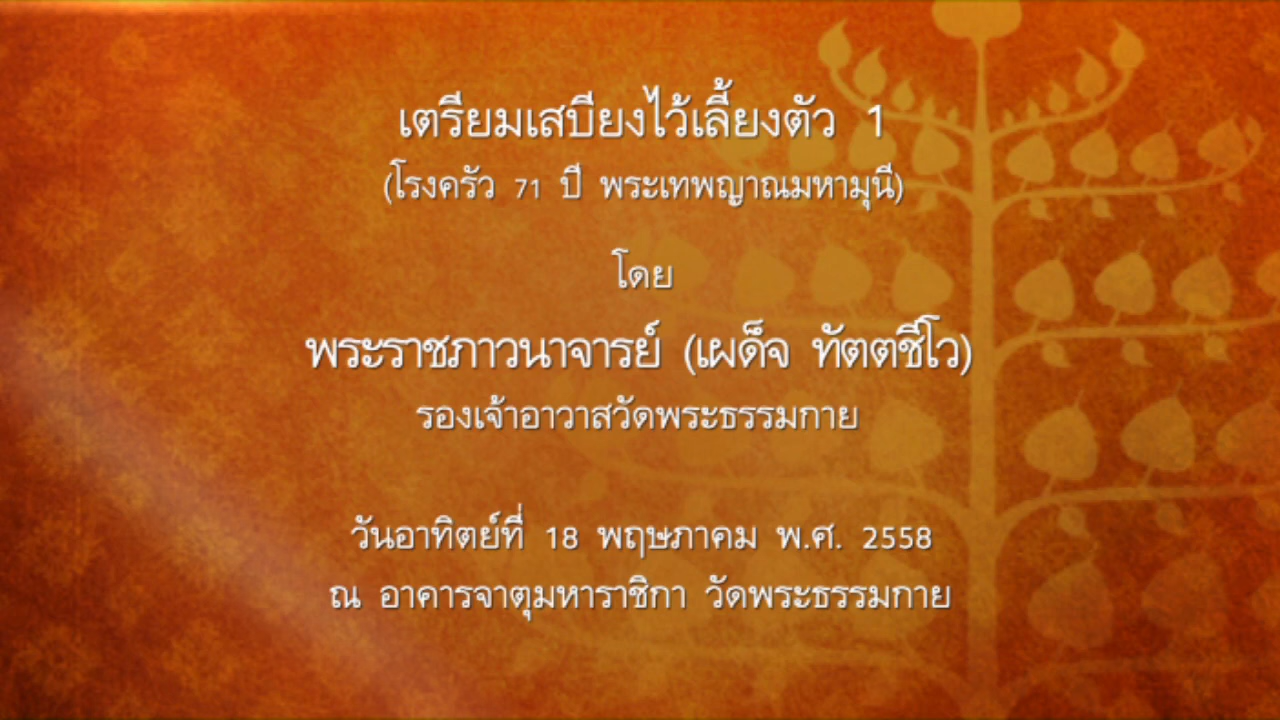 เตรียมเสบียงไว้เลี้ยงตัว 1
(โรงครัว 71 ปี พระเทพญาณมหามุนี)
โดย
พระราชภาวนาจารย์ (เผด็จ ทัตตชีโว)
รองเจ้าอาวาสวัดพระธรรมกาย
วันอาทิตย์ที่ 18 พฤษภาคม พ.ศ. 2558
ณ อาคารจาตุมหาราชิกา วัดพระธรรมกาย